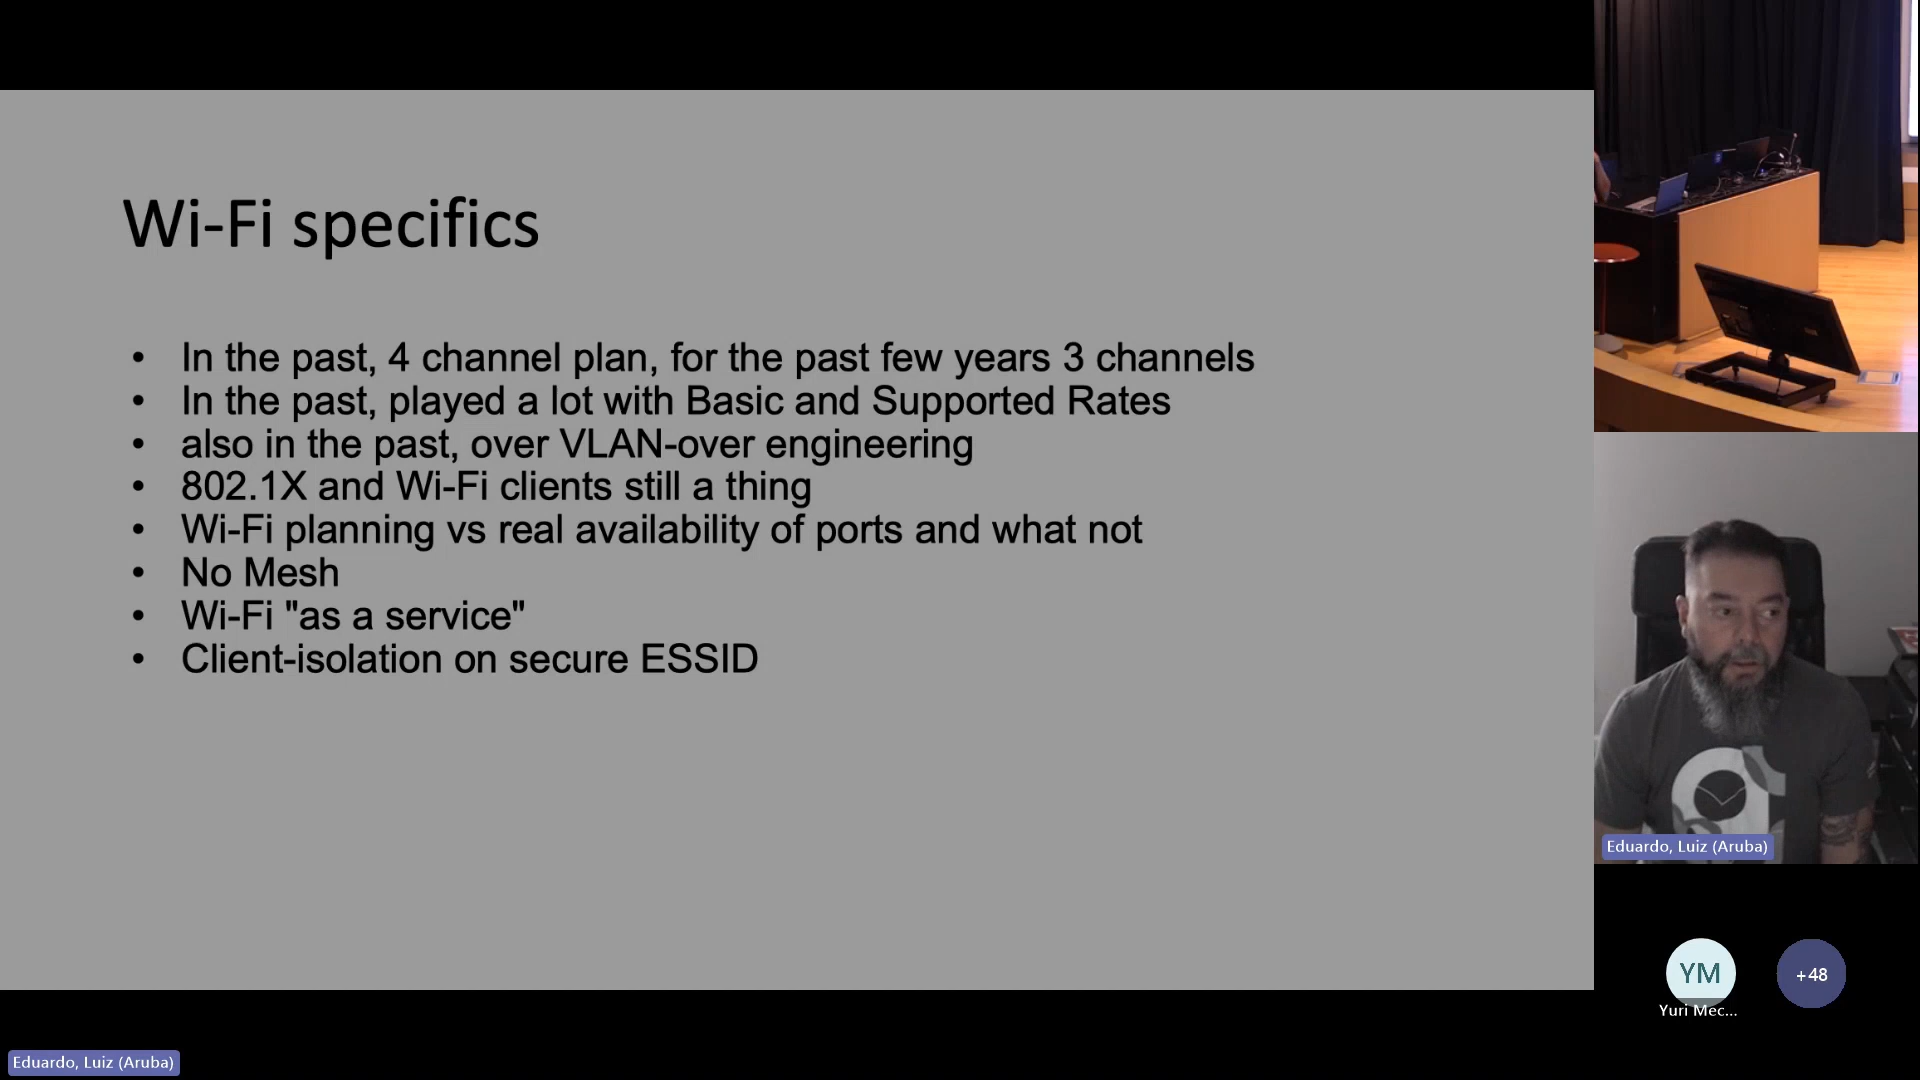 Wi-Fi specifics
• In the past, 4 channel plan, for the past few years 3 channels
• In the past, played a lot with Basic and Supported Rates
• also in the past, over VLAN-over engineering
• 802.1X and Wi-Fi clients still a thing
• Wi-Fi planning vs real availability of ports and what not
• No Mesh
• Wi-Fi "as a service"
• Client-isolation on secure ESSID
Eduardo, Luiz (Aruba)
YM
+48
Yuri Mec...
Eduardo, Luiz (Aruba)